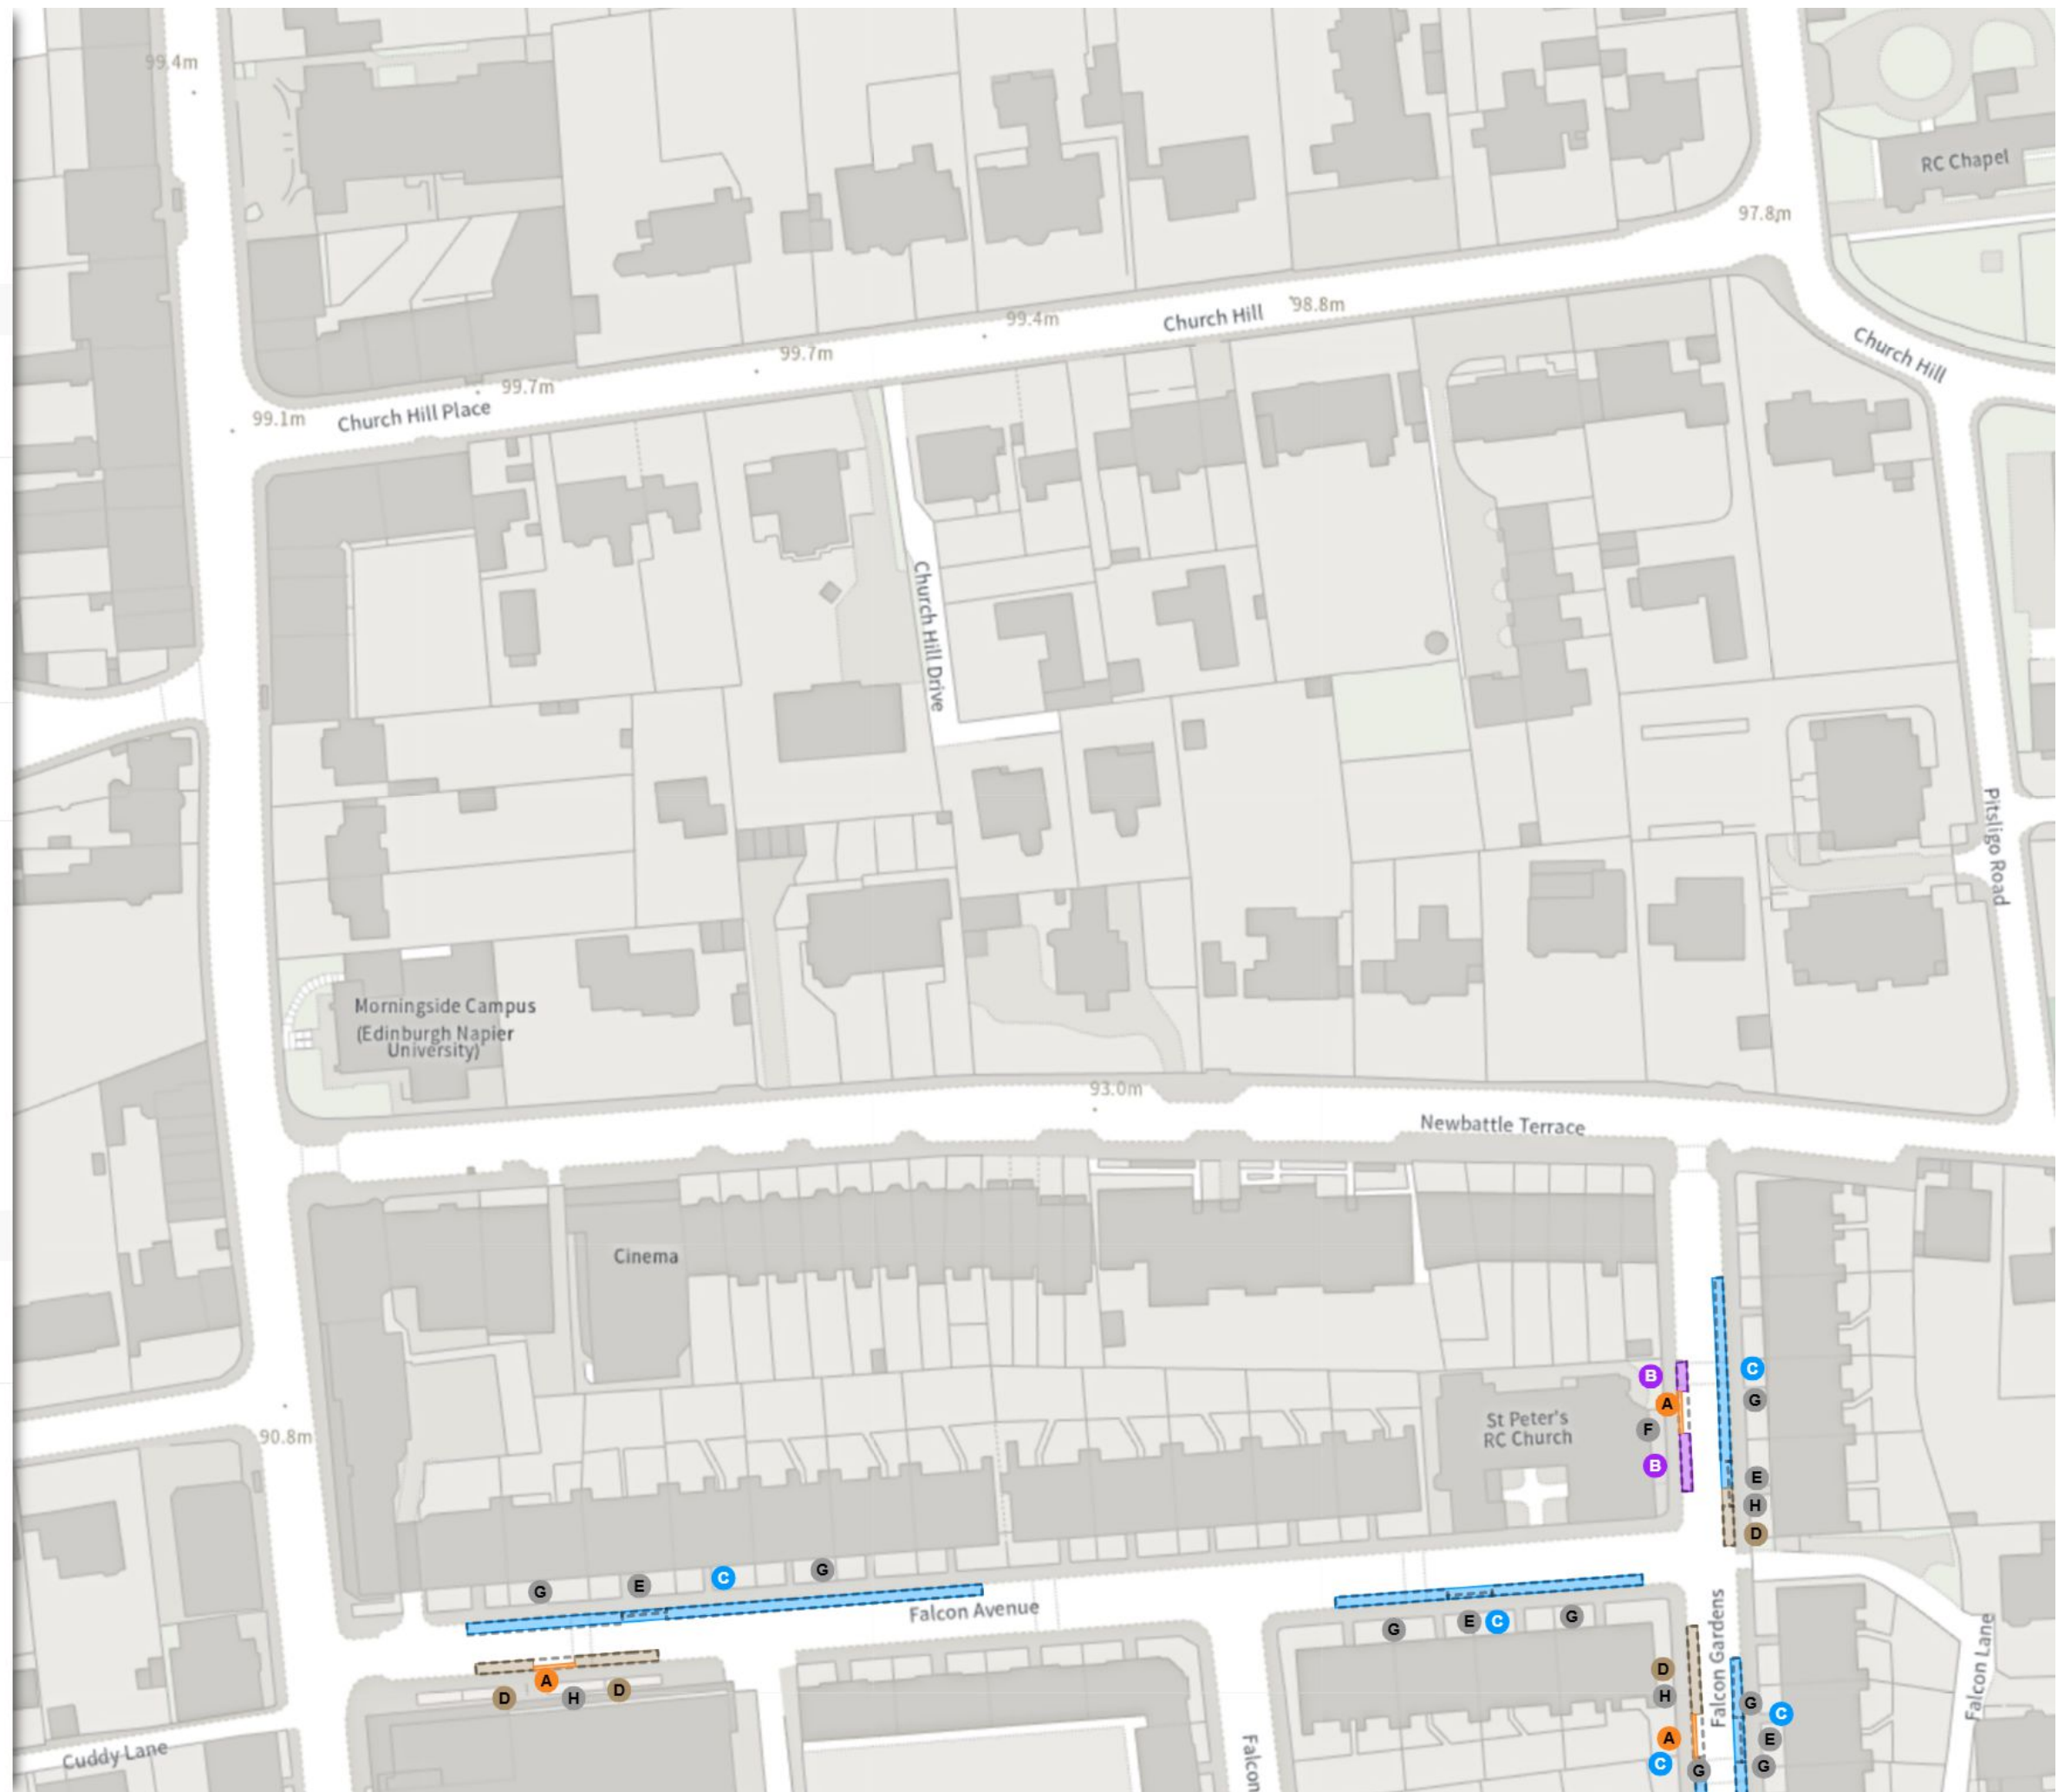 99.4m
RC Chapel
97.8m
98.8m
Church Hill
99.4m
99.7m
99.7m
Church Hill
99.1m
Church Hill Place
Church Hill Drive
Pitsligo Road
Morningside Campus
(Edinburgh Napier
University)
93.0m
Newbattle Terrace
Cinema
B
C
A
G
St Peter's
RC Church
F
90.8m
B
E
H
D
G
E
C
G
Falcon Avenue
G
E
C
G
Falcon Gardens
Falcon Lane
A
D
H
D
D
H
G
C
A
E
C
G
G
Cuddy Lane
Falcon